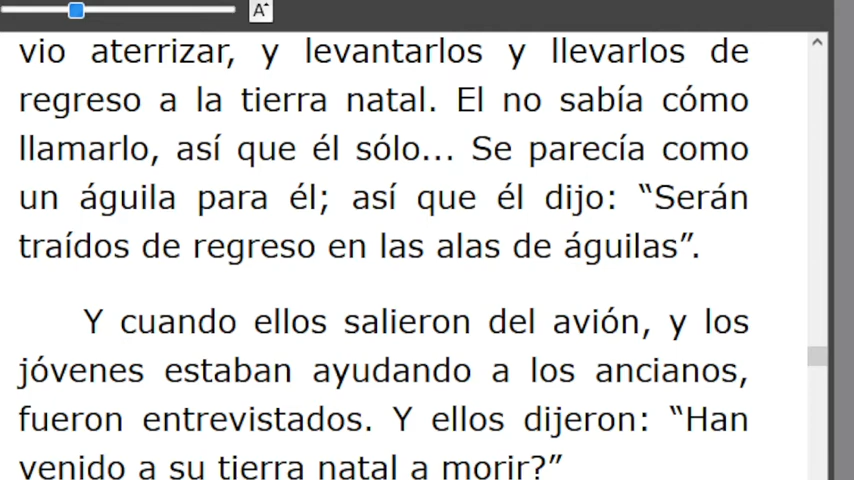 A^
vio aterrizar, y levantarlos y llevarlos de
regreso a la tierra natal. El no sabía cómo
llamarlo, así que él sólo... Se parecía como
un águila para él; así que él dijo: “Serán
traídos de regreso en las alas de águilas”.
Y cuando ellos salieron del avión, y los
jóvenes estaban ayudando a los ancianos,
fueron entrevistados. Y ellos dijeron: “Han
venido a su tierra natal a morir?”